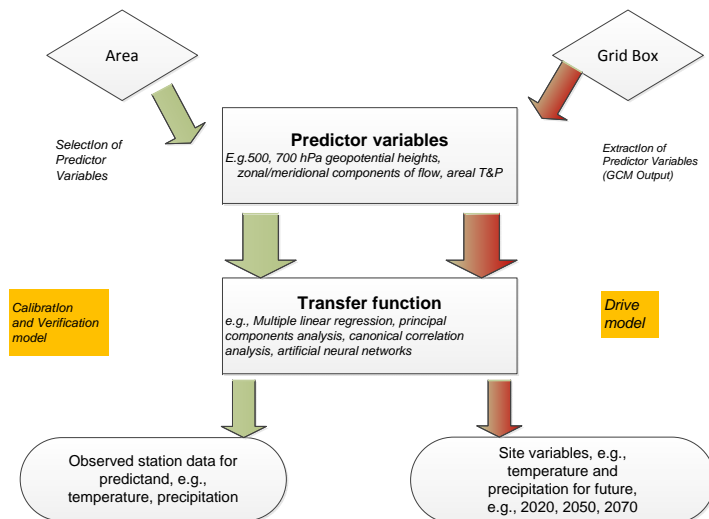 Area
Grid Box
Selection of
Predictor
Variables
Predictor variables
E.g.500, 700 hPa geopotential heights,
zonal/meridional components of flow, areal T&P
Extraction of
Predictor Variables
(GCM Output)
Calibration
and Verification
model
Transfer function
e.g., Multiple linear regression, principal
components analysis, canonical correlation
analysis, artificial neural networks
Drive
model
Observed station data for
predictand, e.g.,
temperature, precipitation
Site variables, e.g.,
temperature and
precipitation for future,
e.g., 2020, 2050, 2070